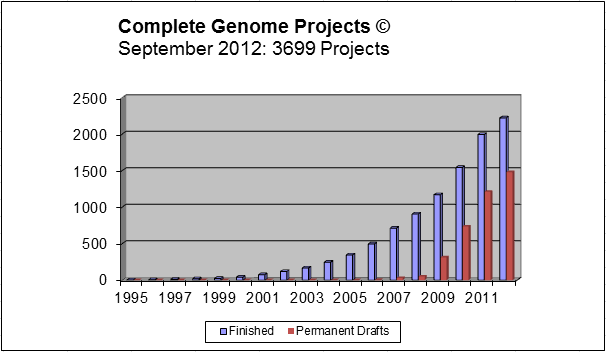 Complete Genome Projects ©
September 2012: 3699 Projects
2500
2000
1500
1000
500
0
1995 1997 1999 2001 2003 2005 2007 2009 2011
Finished Permanent Drafts